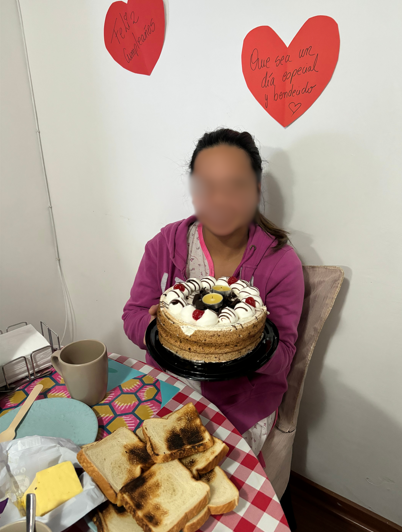 Feliz
Cumpleaños
Que sea un
día especial
y bendecido